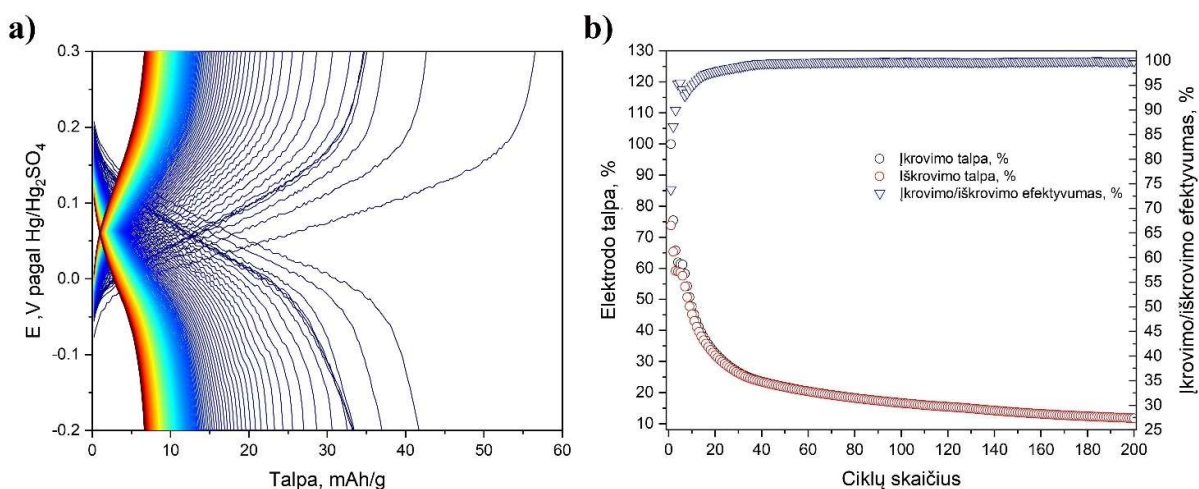 a)
0.3
0.2
0.1
0.0
-0.1
-0.2
E ,V pagal Hg/Hg2SO4
0 10 20 30 40 50 60
Talpa, mAh/g
b)
130
120
110
100
90
80
70
60
50
40
30
20
10
Elektrodo talpa, %
Įkrovimo talpa, %
Iškrovimo talpa, %
Įkrovimo/iškrovimo efektyvumas, %
100
95
90
85
80
75
70
65
60
55
50
45
40
35
30
25
Įkrovimo/iškrovimo efektyvumas, %
0 20 40 60 80 100 120 140 160 180 200
Ciklų skaičius